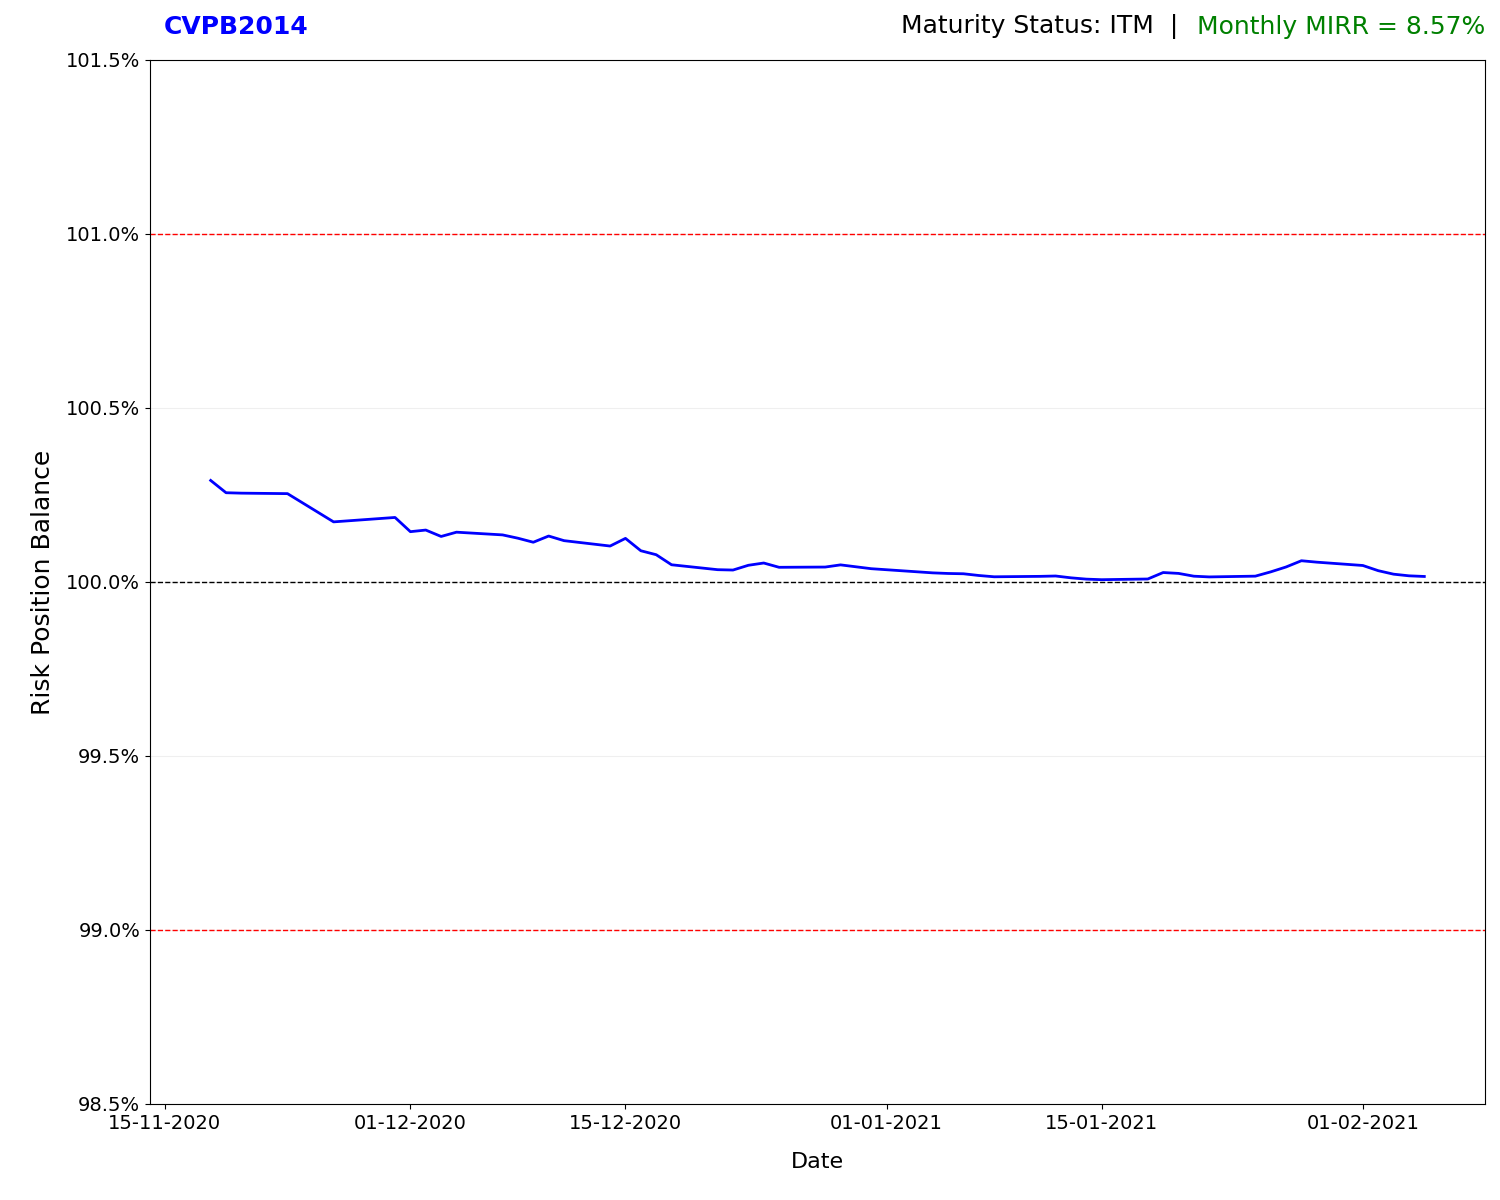 CVPB2014
Maturity Status: ITM | Monthly MIRR = 8.57%
101.5%
101.0%
100.5%
100.0%
99.5%
99.0%
98.5%
Risk Position Balance
15-11-2020 01-12-2020 15-12-2020 01-01-2021 15-01-2021 01-02-2021
Date